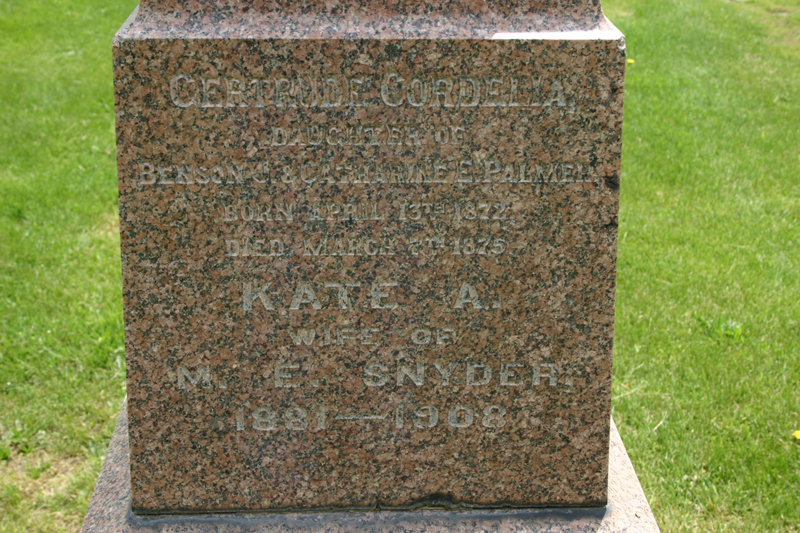 GERTRUDE CORDELIA,
DAUGHTER OF
BENSON J. & CATHARINE E. PALMER,
BORN APRIL 13TH 1872,
DIED MARCH 7TH 1875
KATE A.
WIFE OF
M. E. SNYDER.
1881—1908